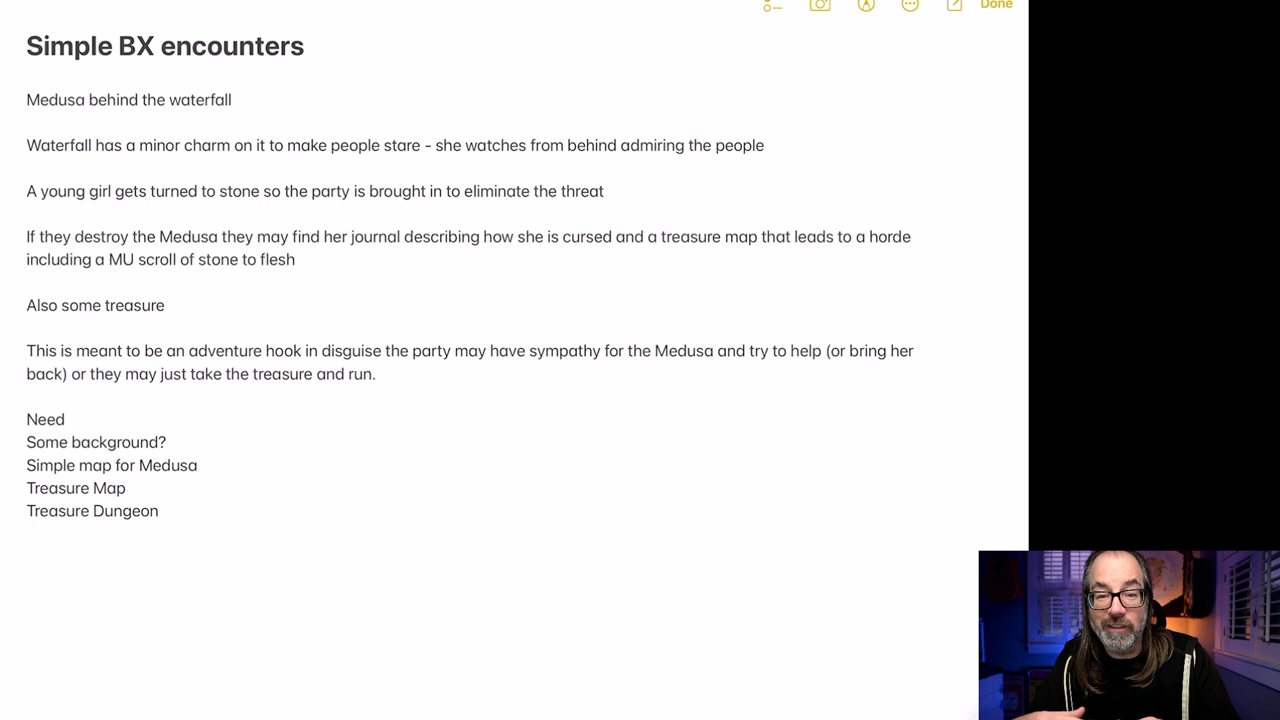 Done
Simple BX encounters
Medusa behind the waterfall
Waterfall has a minor charm on it to make people stare - she watches from behind admiring the people
A young girl gets turned to stone so the party is brought in to eliminate the threat
If they destroy the Medusa they may find her journal describing how she is cursed and a treasure map that leads to a horde
including a MU scroll of stone to flesh
Also some treasure
This is meant to be an adventure hook in disguise the party may have sympathy for the Medusa and try to help (or bring her
back) or they may just take the treasure and run.
Need
Some background?
Simple map for Medusa
Treasure Map
Treasure Dungeon